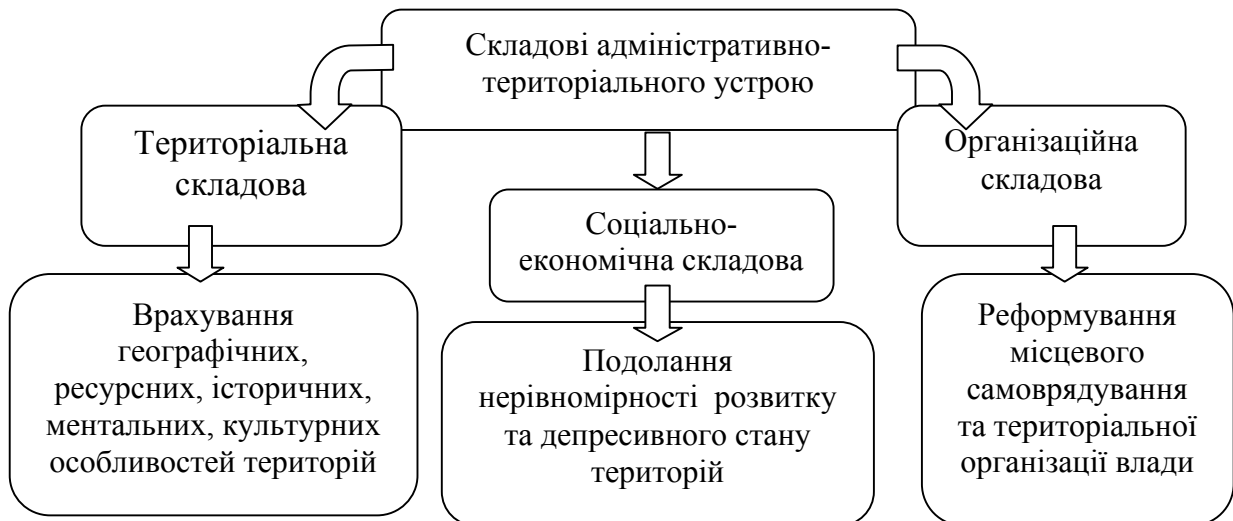 Складові адміністративно-
територіального устрою
Територіальна
складова
Організаційна
складова
Соціально-
економічна складова
Врахування
географічних,
ресурсних, історичних,
ментальних, культурних
особливостей територій
Подолання
нерівномірності розвитку
та депресивного стану
територій
Реформування
місцевого
самоврядування
та територіальної
організації влади